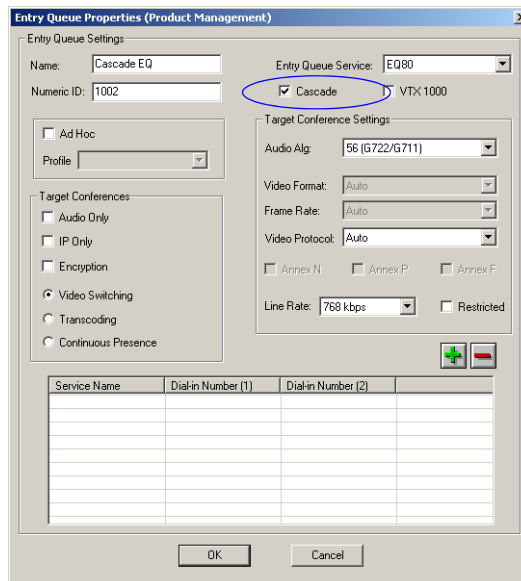 Entry Queue Properties (Product Management)
Entry Queue Settings
Name: Cascade EQ
Entry Queue Service: EQ80
Numeric ID: 1002
Cascade
VTX 1000
Ad Hoc
Profile
Target Conference Settings
Audio Alg: 56 (G722/G711)
Video Format: Auto
Frame Rate: Auto
Video Protocol: Auto
Annex N
Annex P
Annex F
Line Rate: 768 kbps
Restricted
Target Conferences
Audio Only
IP Only
Encryption
Video Switching
Transcoding
Continuous Presence
Service Name
Dial-in Number (1)
Dial-in Number (2)
OK
Cancel